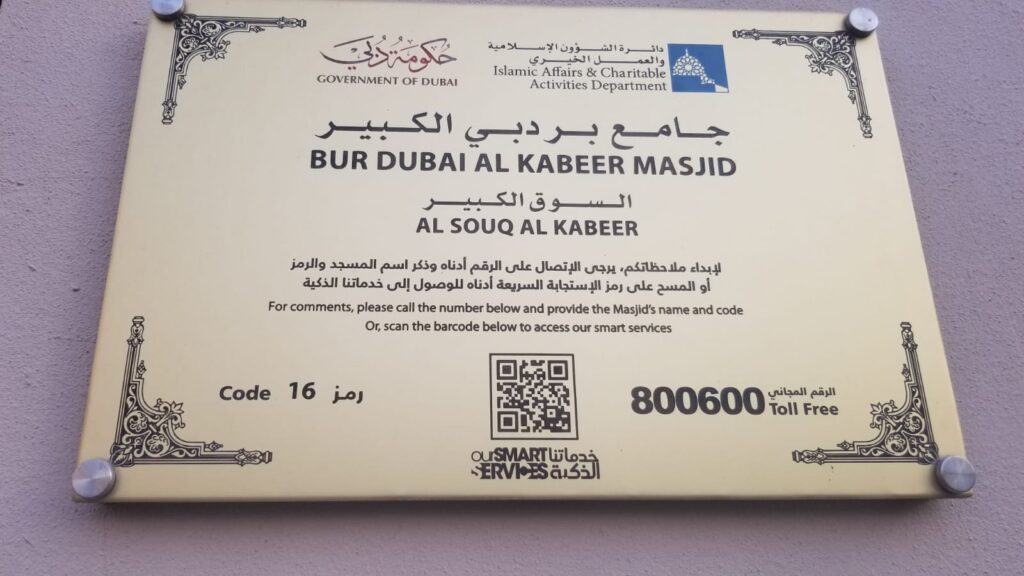 حكومة دبي
GOVERNMENT OF DUBAI
دائرة الشؤون الإسلامية
والعمل الخيري
Islamic Affairs & Charitable
Activities Department
جامع بر دبي الكبير
BUR DUBAI AL KABEER MASJID
السوق الكبير
AL SOUQ AL KABEER
لإبداء ملاحظاتكم، يرجى الإتصال على الرقم أدناه وذكر اسم المسجد والرمز
أو المسح على رمز الإستجابة السريعة أدناه للوصول إلى خدماتنا الذكية
For comments, please call the number below and provide the Masjid's name and code
Or, scan the barcode below to access our smart services
Code 16 رمز
800600
الرقم المجاني
Toll Free
ourSMART خدماتنا
SERVICES الذكية